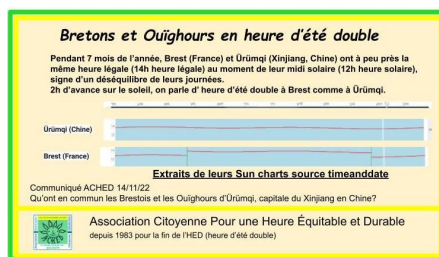 Bretons et Ouïghours en heure d'été double
Pendant 7 mois de l'année, Brest (France) et Ürümqi (Xinjiang, Chine) ont à peu près la
même heure légale (14h heure légale) au moment de leur midi solaire (12h heure solaire),
signe d'un déséquilibre de leurs journées.
2h d'avance sur le soleil, on parle d' heure d'été double à Brest comme à Ürümqi.
Ürümqi (Chine)
Brest (France)
Extraits de leurs Sun charts source timeanddate
Communiqué ACHED 14/11/22
Qu'ont en commun les Brestois et les Ouïghours d'Ürümqi, capitale du Xinjiang en Chine?
Association Citoyenne Pour une Heure Équitable et Durable
depuis 1983 pour la fin de l'HED (heure d'été double)